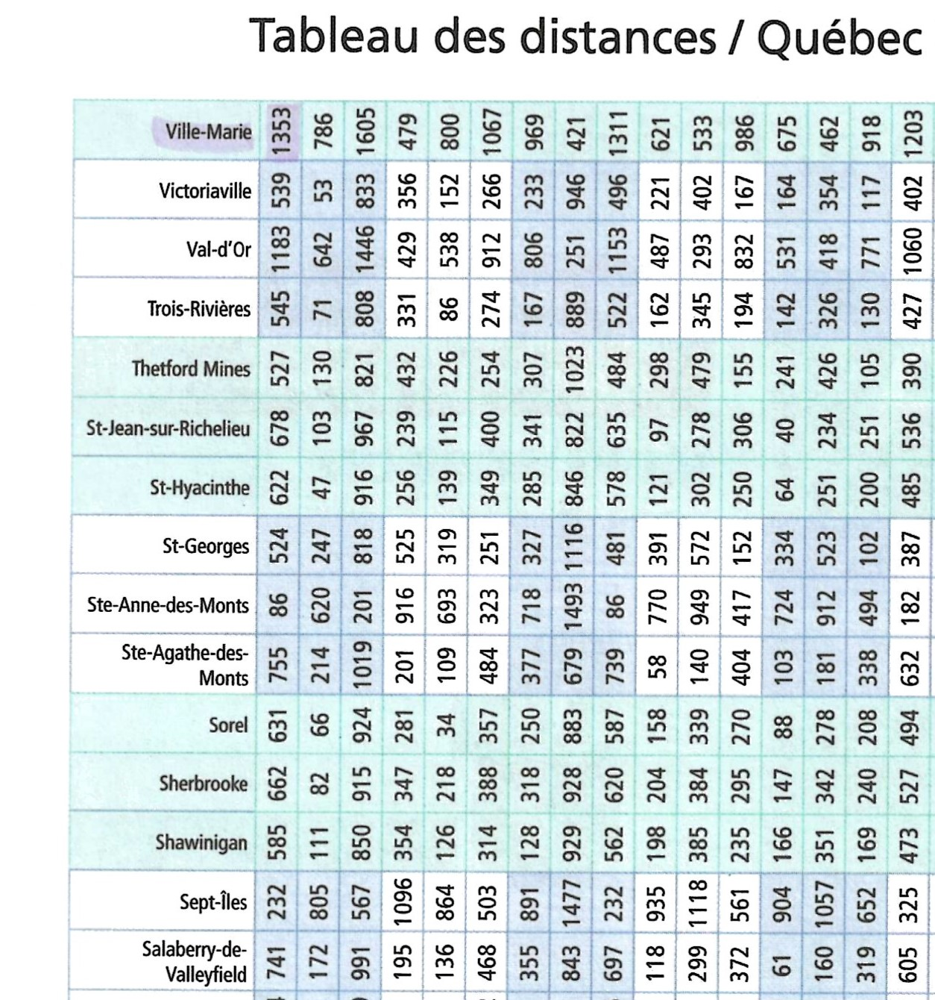 Tableau des distances / Québec
Ville-Marie 1353 786 1605 479 800 1067 969 421 1311 621 533 986 675 462 918 1203
Victoriaville 539 53 833 356 152 266 233 946 496 221 402 167 164 354 117 402
Val-d'Or 1183 642 1446 429 538 912 806 251 1153 487 293 832 531 418 771 1060
Trois-Rivières 545 71 808 331 86 274 167 889 522 162 345 194 142 326 130 427
Thetford Mines 527 130 821 432 226 254 307 1023 484 298 479 155 241 426 105 390
St-Jean-sur-Richelieu 678 103 967 239 115 400 341 822 635 97 278 306 40 234 251 536
St-Hyacinthe 622 47 916 256 139 349 285 846 578 121 302 250 64 251 200 485
St-Georges 524 247 818 525 319 251 327 1116 481 391 572 152 334 523 102 387
Ste-Anne-des-Monts 86 620 201 916 693 323 718 1493 86 770 949 417 724 912 494 182
Ste-Agathe-des-
Monts 755 214 1019 201 109 484 377 679 739 58 140 404 103 181 338 632
Sorel 631 66 924 281 34 357 250 883 587 158 339 270 88 278 208 494
Sherbrooke 662 82 915 347 218 388 318 928 620 204 384 295 147 342 240 527
Shawinigan 585 111 850 354 126 314 128 929 562 198 385 235 166 351 169 473
Sept-Îles 232 805 567 1096 864 503 891 1477 232 935 1118 561 904 1057 652 325
Salaberry-de-
Valleyfield 741 172 991 195 136 468 355 843 697 118 299 372 61 160 319 605